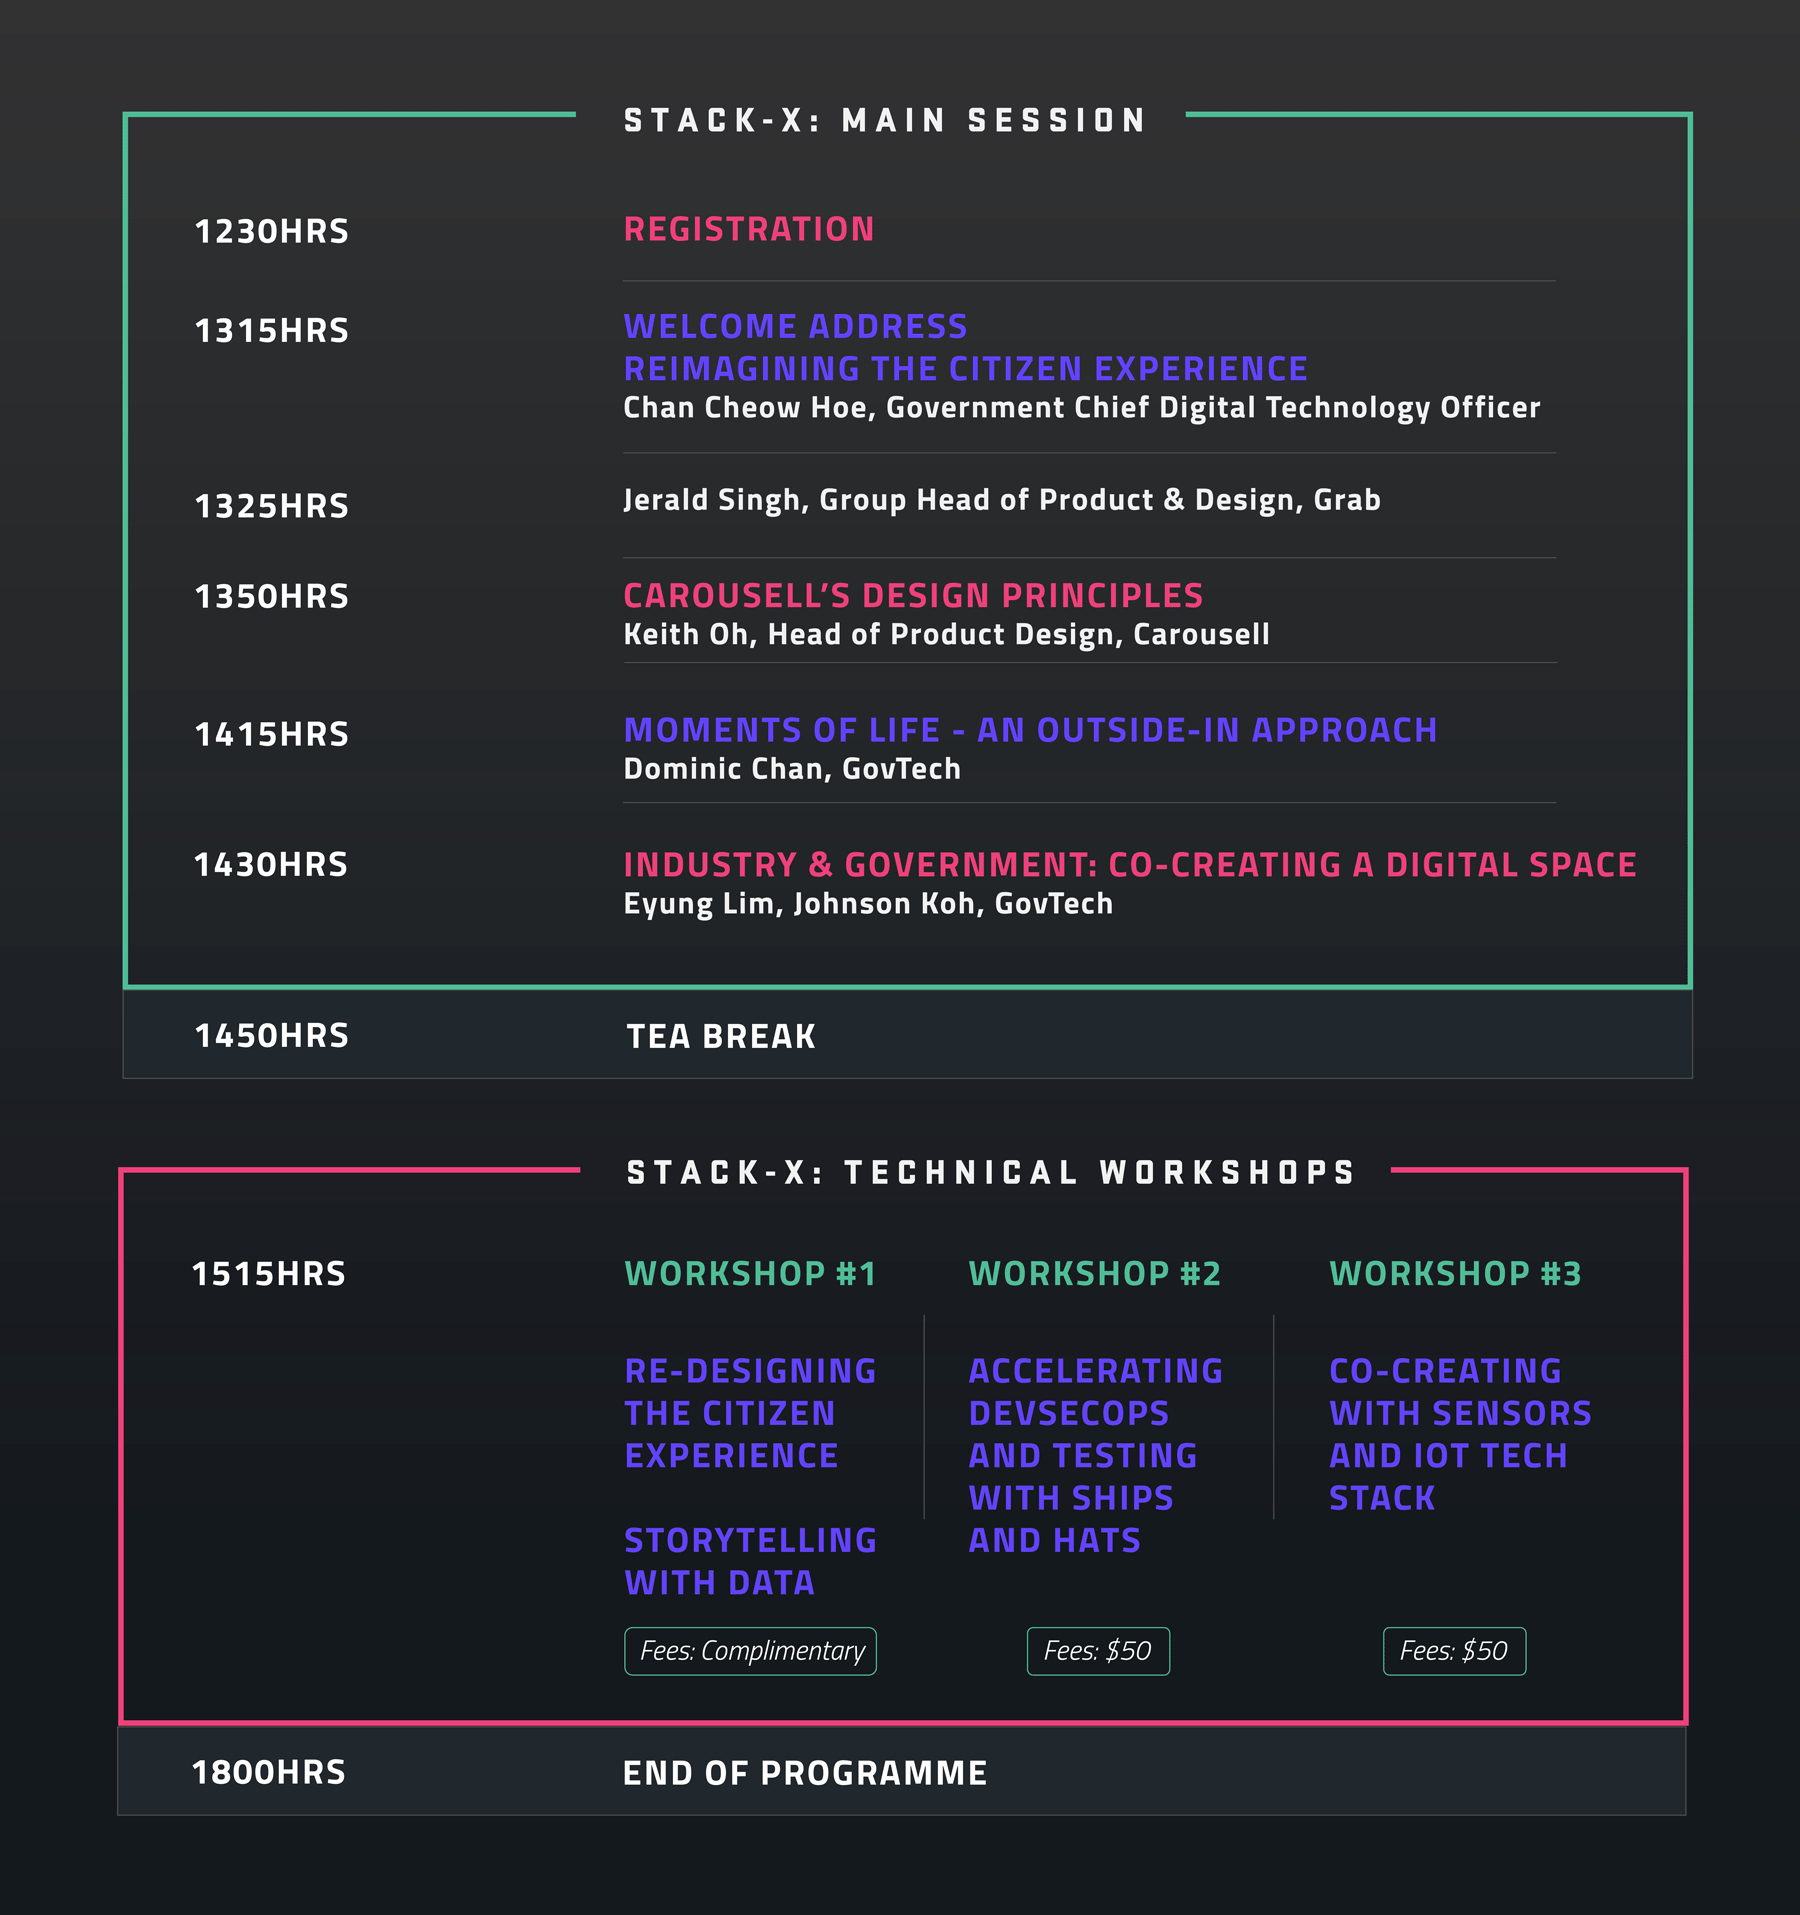 STACK-X: MAIN SESSION
1230HRS
REGISTRATION
1315HRS
WELCOME ADDRESS
REIMAGINING THE CITIZEN EXPERIENCE
Chan Cheow Hoe, Government Chief Digital Technology Officer
1325HRS
Jerald Singh, Group Head of Product & Design, Grab
1350HRS
CAROUSELL’S DESIGN PRINCIPLES
Keith Oh, Head of Product Design, Carousell
1415HRS
MOMENTS OF LIFE - AN OUTSIDE-IN APPROACH
Dominic Chan, GovTech
1430HRS
INDUSTRY & GOVERNMENT: CO-CREATING A DIGITAL SPACE
Eyung Lim, Johnson Koh, GovTech
1450HRS
TEA BREAK
STACK-X: TECHNICAL WORKSHOPS
1515HRS
WORKSHOP #1
RE-DESIGNING
THE CITIZEN
EXPERIENCE
STORYTELLING
WITH DATA
Fees: Complimentary
WORKSHOP #2
ACCELERATING
DEVSECOPS
AND TESTING
WITH SHIPS
AND HATS
Fees: $50
WORKSHOP #3
CO-CREATING
WITH SENSORS
AND IOT TECH
STACK
Fees: $50
1800HRS
END OF PROGRAMME